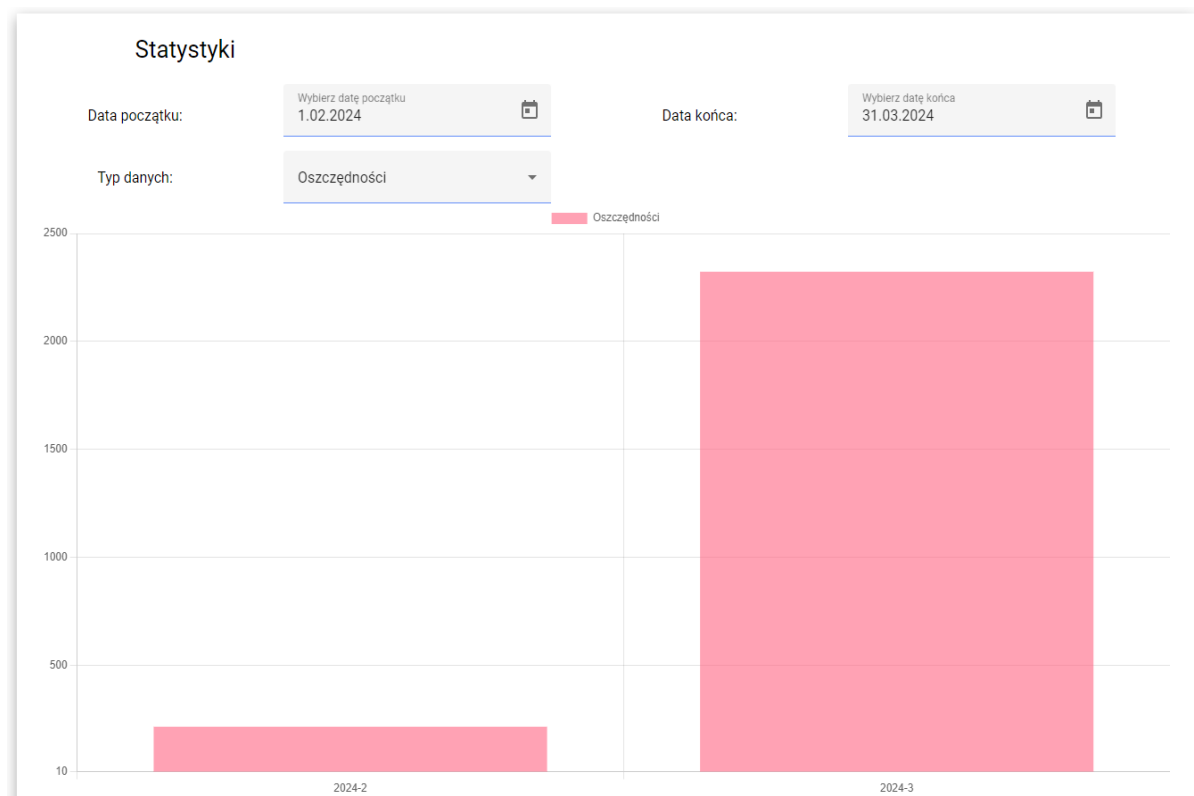 Statystyki
Data początku:
Wybierz datę początku
1.02.2024
Data końca:
Wybierz datę końca
31.03.2024
Typ danych:
Oszczędności
Oszczędności
2500
2000
1500
1000
500
10
2024-2
2024-3